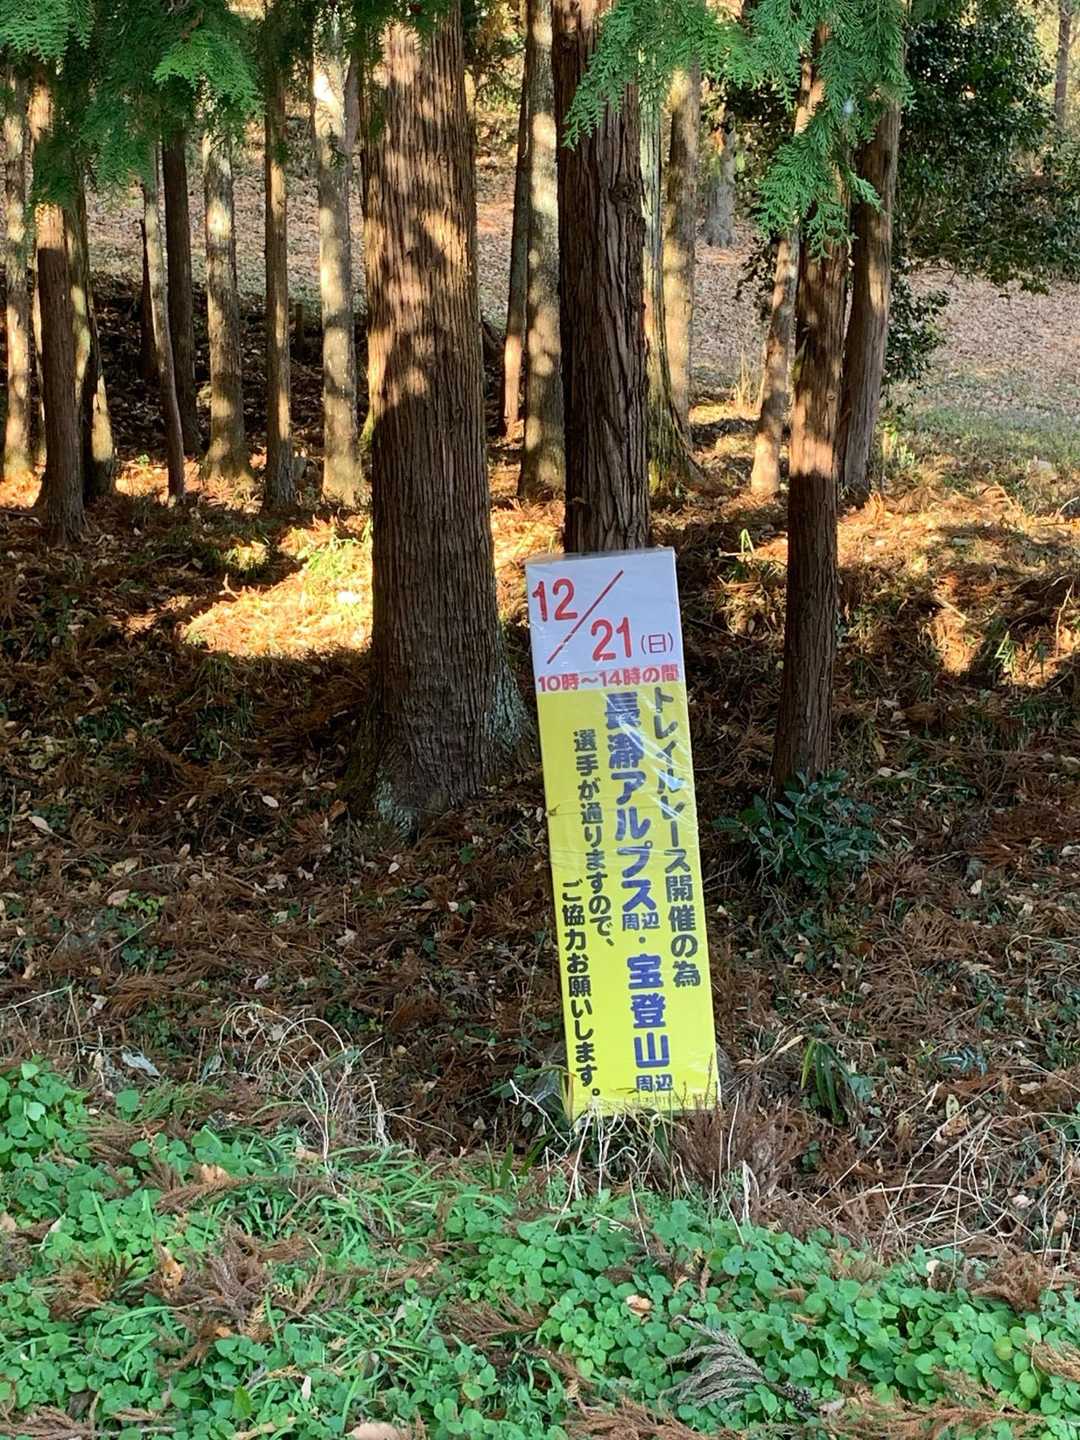 12/21(日)
10時〜14時の間
トレイルレース開催の為
長瀞アルプス周辺・宝登山周辺
選手が通りますので、
ご協力お願いします。